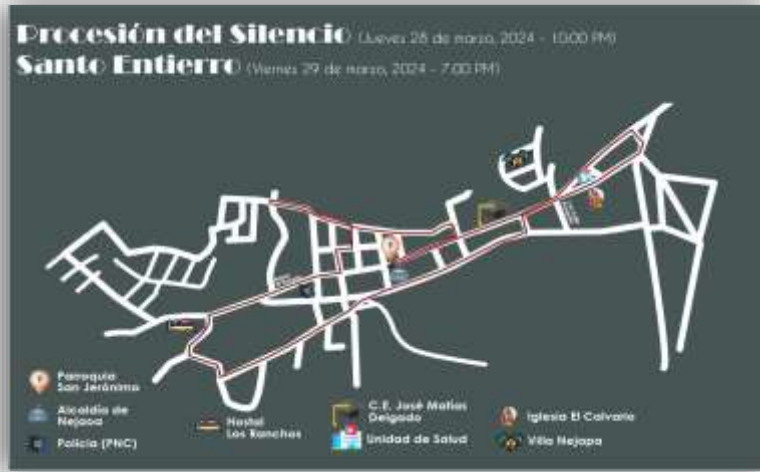 Procesión del Silencio (Jueves 28 de marzo, 2024 - 10:00 PM)
Santo Entierro (Viernes 29 de marzo, 2024 - 7:00 PM)
Parroquia
San Jerónimo
Alcaldía de
Nejapa
Policía (PNC)
Hostal
Los Ranchos
C.E. José Matías
Delgado
Unidad de Salud
Iglesia El Calvario
Villa Nejapa